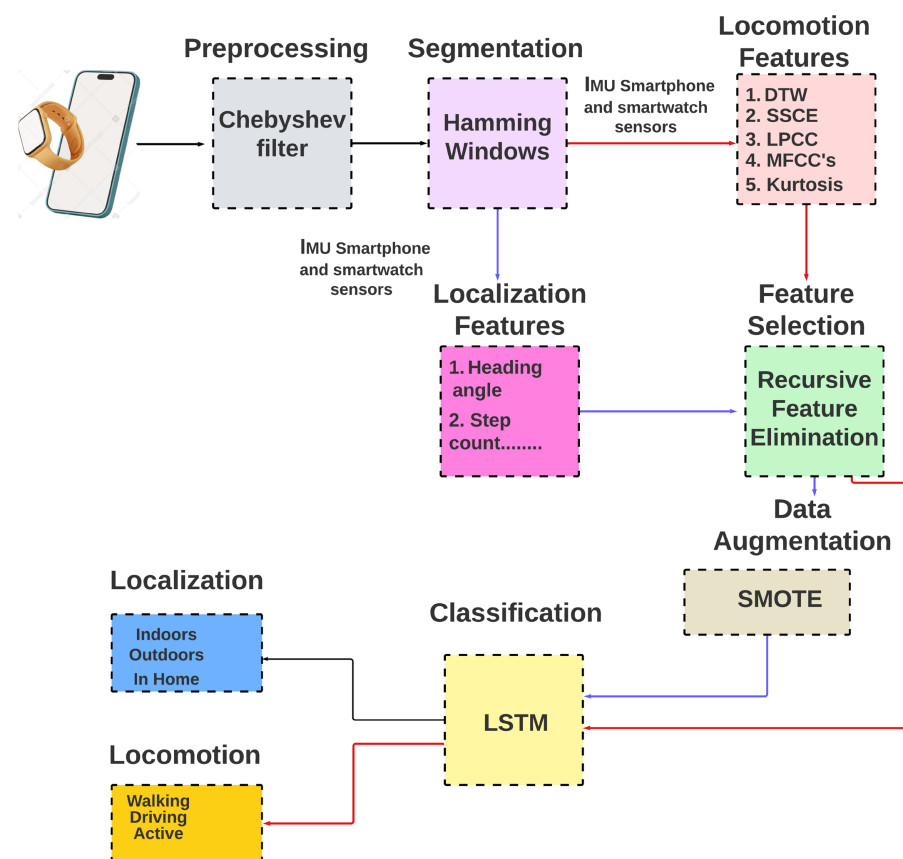 Preprocessing
Chebyshev
filter
Segmentation
Hamming
Windows
IMU Smartphone
and smartwatch
sensors
Locomotion
Features
1. DTW
2. SSCE
3. LPCC
4. MFCC's
5. Kurtosis
IMU Smartphone
and smartwatch
sensors
Localization
Features
1. Heading
angle
2. Step
count........
Feature
Selection
Recursive
Feature
Elimination
Data
Augmentation
SMOTE
Classification
LSTM
Localization
Indoors
Outdoors
In Home
Locomotion
Walking
Driving
Active